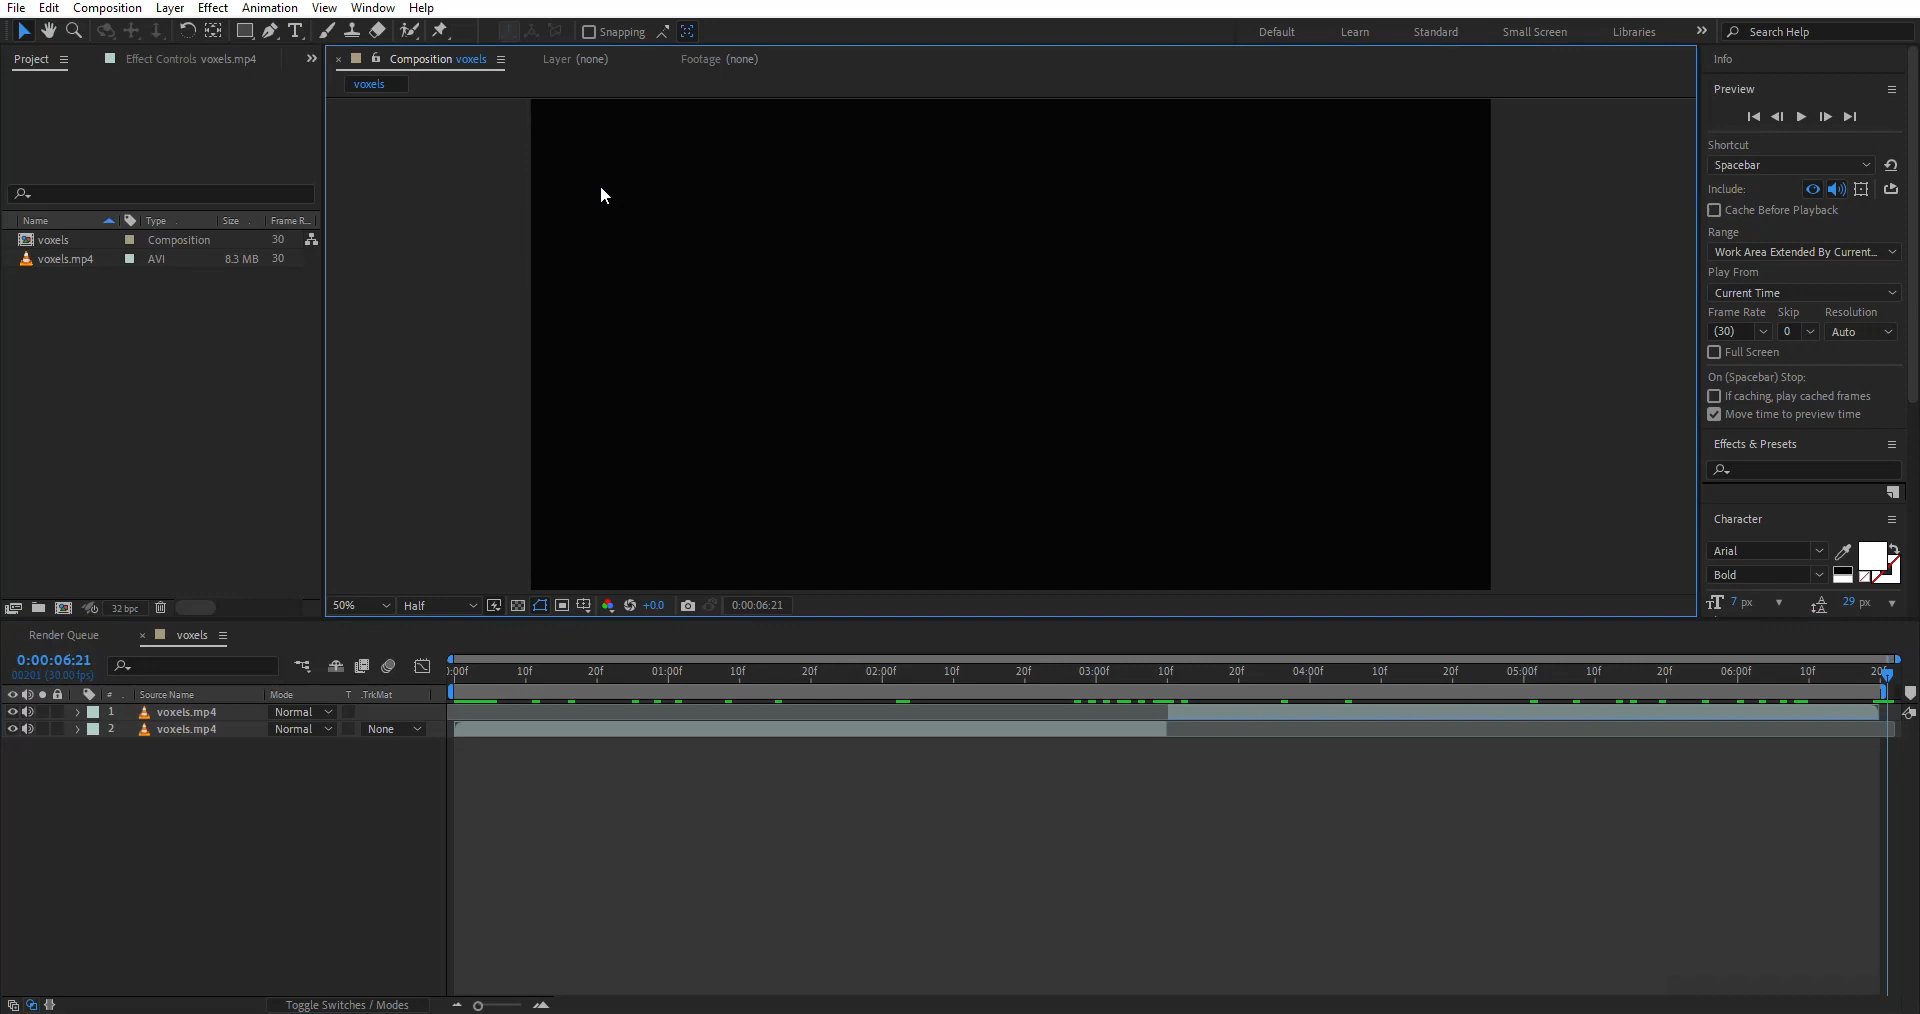 File Edit Composition Layer Effect Animation View Window Help
Snapping
Default Learn Standard Small Screen Libraries
Search Help
Project
Effect Controls voxels.mp4
Composition voxels
Layer (none)
Footage (none)
voxels
Name Type Size Frame R...
voxels Composition 30
voxels.mp4 AVI 8.3 MB 30
32 bpc
50% Half +0.0 0:00:06:21
Info
Preview
Shortcut
Spacebar
Include:
Cache Before Playback
Range
Work Area Extended By Current...
Play From
Current Time
Frame Rate Skip Resolution
(30) 0 Auto
Full Screen
On (Spacebar) Stop:
If caching, play cached frames
Move time to preview time
Effects & Presets
Character
Arial
Bold
7 px 29 px
Render Queue
voxels
0:00:06:21
00201 (30.00 fps)
):00f 10f 20f 01:00f 10f 20f 02:00f 10f 20f 03:00f 10f 20f 04:00f 10f 20f 05:00f 10f 20f 06:00f 10f 20f
# Source Name Mode T .TrkMat
1 voxels.mp4 Normal
2 voxels.mp4 Normal None
Toggle Switches / Modes